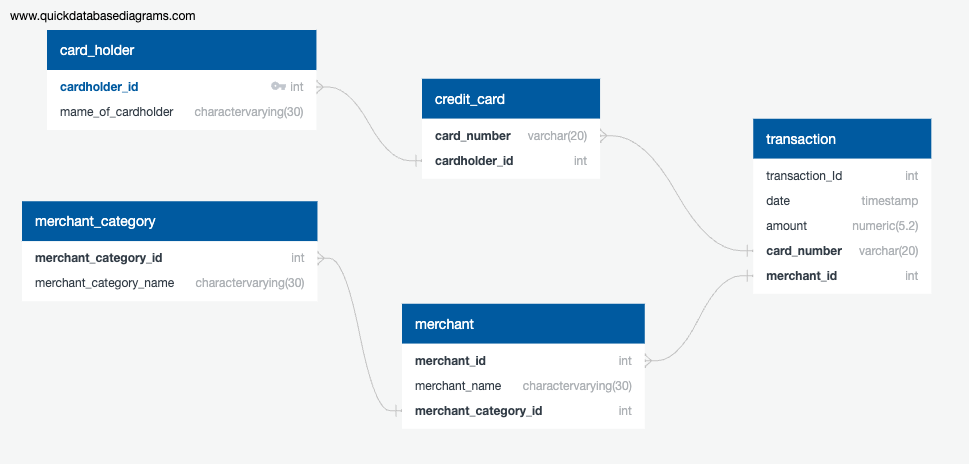 www.quickdatabasediagrams.com
card_holder
cardholder_id int
mame_of_cardholder charactervarying(30)
credit_card
card_number varchar(20)
cardholder_id int
transaction
transaction_Id int
date timestamp
amount numeric(5.2)
card_number varchar(20)
merchant_id int
merchant_category
merchant_category_id int
merchant_category_name charactervarying(30)
merchant
merchant_id int
merchant_name charactervarying(30)
merchant_category_id int